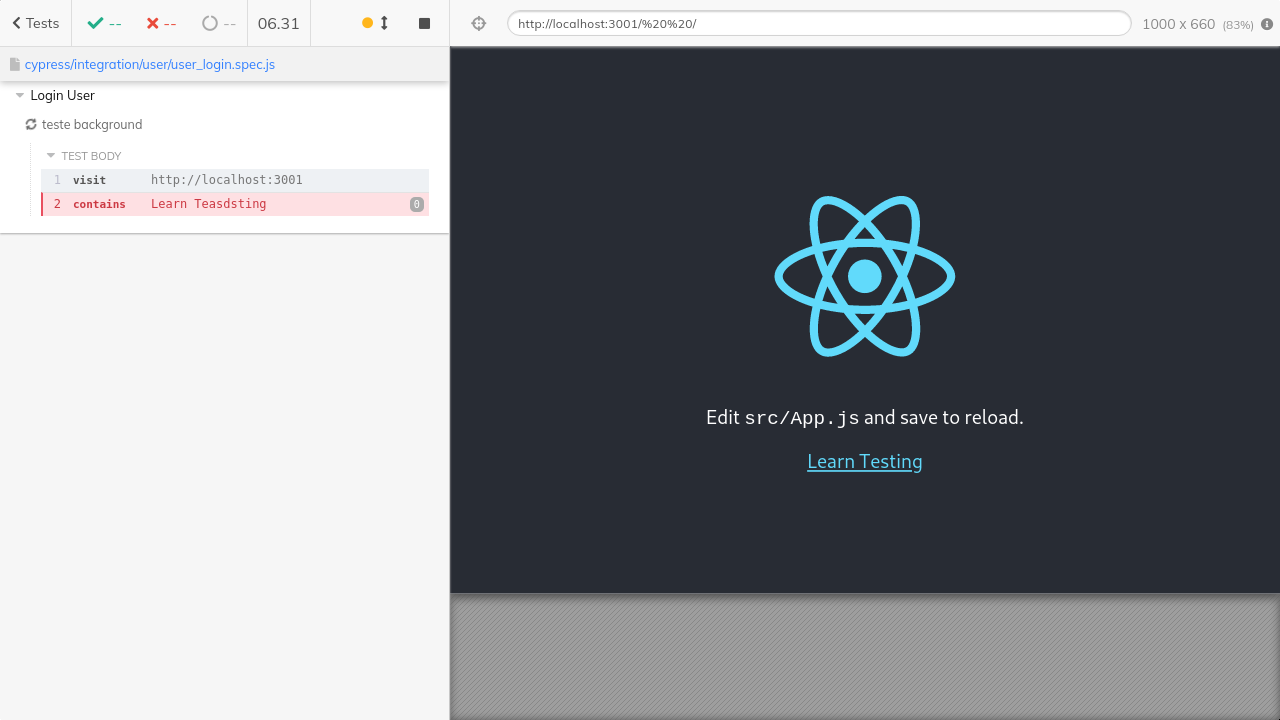 Tests
--
--
--
06.31
http://localhost:3001/%20%20/
1000 x 660 (83%)
cypress/integration/user/user_login.spec.js
Login User
teste background
TEST BODY
1 visit http://localhost:3001
2 contains Learn Teasdsting 0
Edit src/App.js and save to reload.
Learn Testing